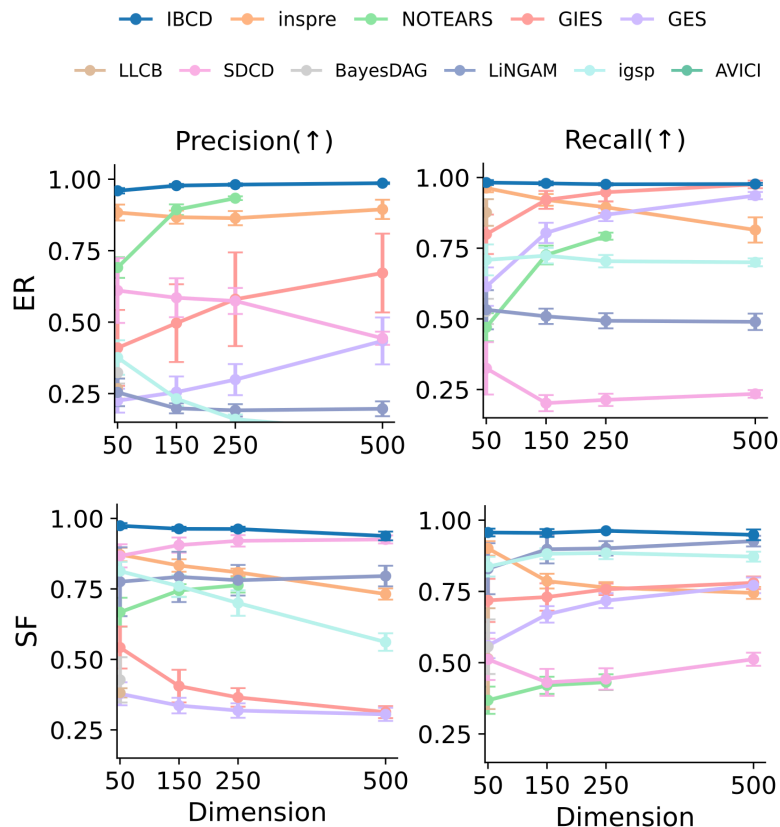 IBCD inspre NOTEARS GIES GES
LLCB SDCD BayesDAG LiNGAM igsp AVICI
Precision(↑) Recall(↑)
ER
1.00
0.75
0.50
0.25
50 150 250 500
1.00
0.75
0.50
0.25
50 150 250 500
SF
1.00
0.75
0.50
0.25
50 150 250 500
Dimension
1.00
0.75
0.50
0.25
50 150 250 500
Dimension